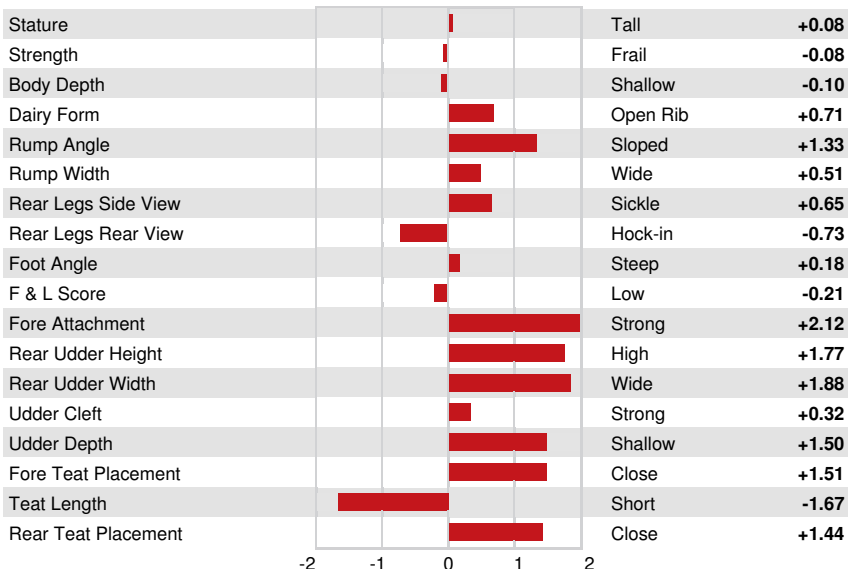 Stature Tall +0.08
Strength Frail -0.08
Body Depth Shallow -0.10
Dairy Form Open Rib +0.71
Rump Angle Sloped +1.33
Rump Width Wide +0.51
Rear Legs Side View Sickle +0.65
Rear Legs Rear View Hock-in -0.73
Foot Angle Steep +0.18
F & L Score Low -0.21
Fore Attachment Strong +2.12
Rear Udder Height High +1.77
Rear Udder Width Wide +1.88
Udder Cleft Strong +0.32
Udder Depth Shallow +1.50
Fore Teat Placement Close +1.51
Teat Length Short -1.67
Rear Teat Placement Close +1.44
-2 -1 0 1 2